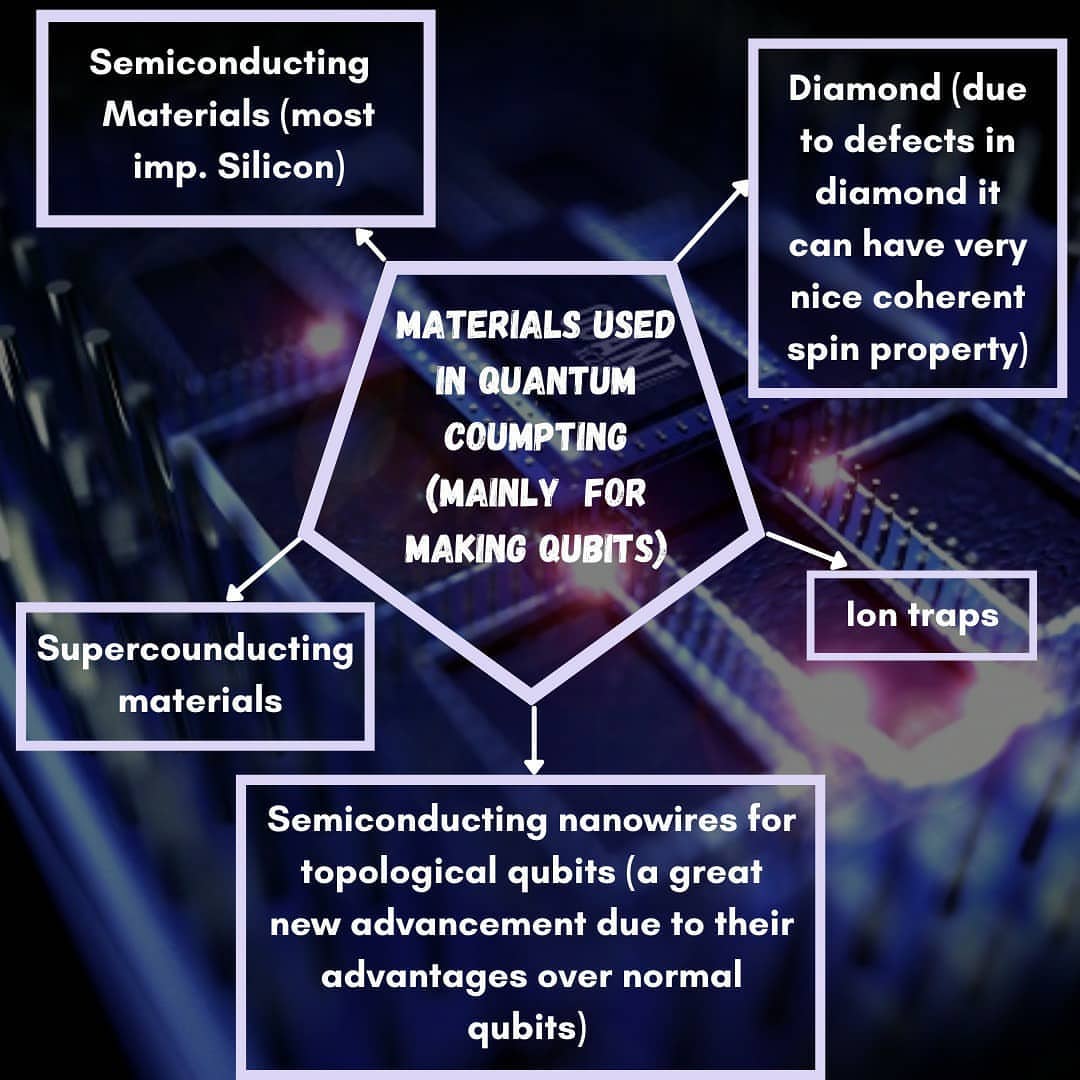 Semiconducting
Materials (most
imp. Silicon)
Diamond (due
to defects in
diamond it
can have very
nice coherent
spin property)
MATERIALS USED
IN QUANTUM
COUMPTING
(MAINLY FOR
MAKING QUBITS)
Ion traps
Supercounducting
materials
Semiconducting nanowires for
topological qubits (a great
new advancement due to their
advantages over normal
qubits)